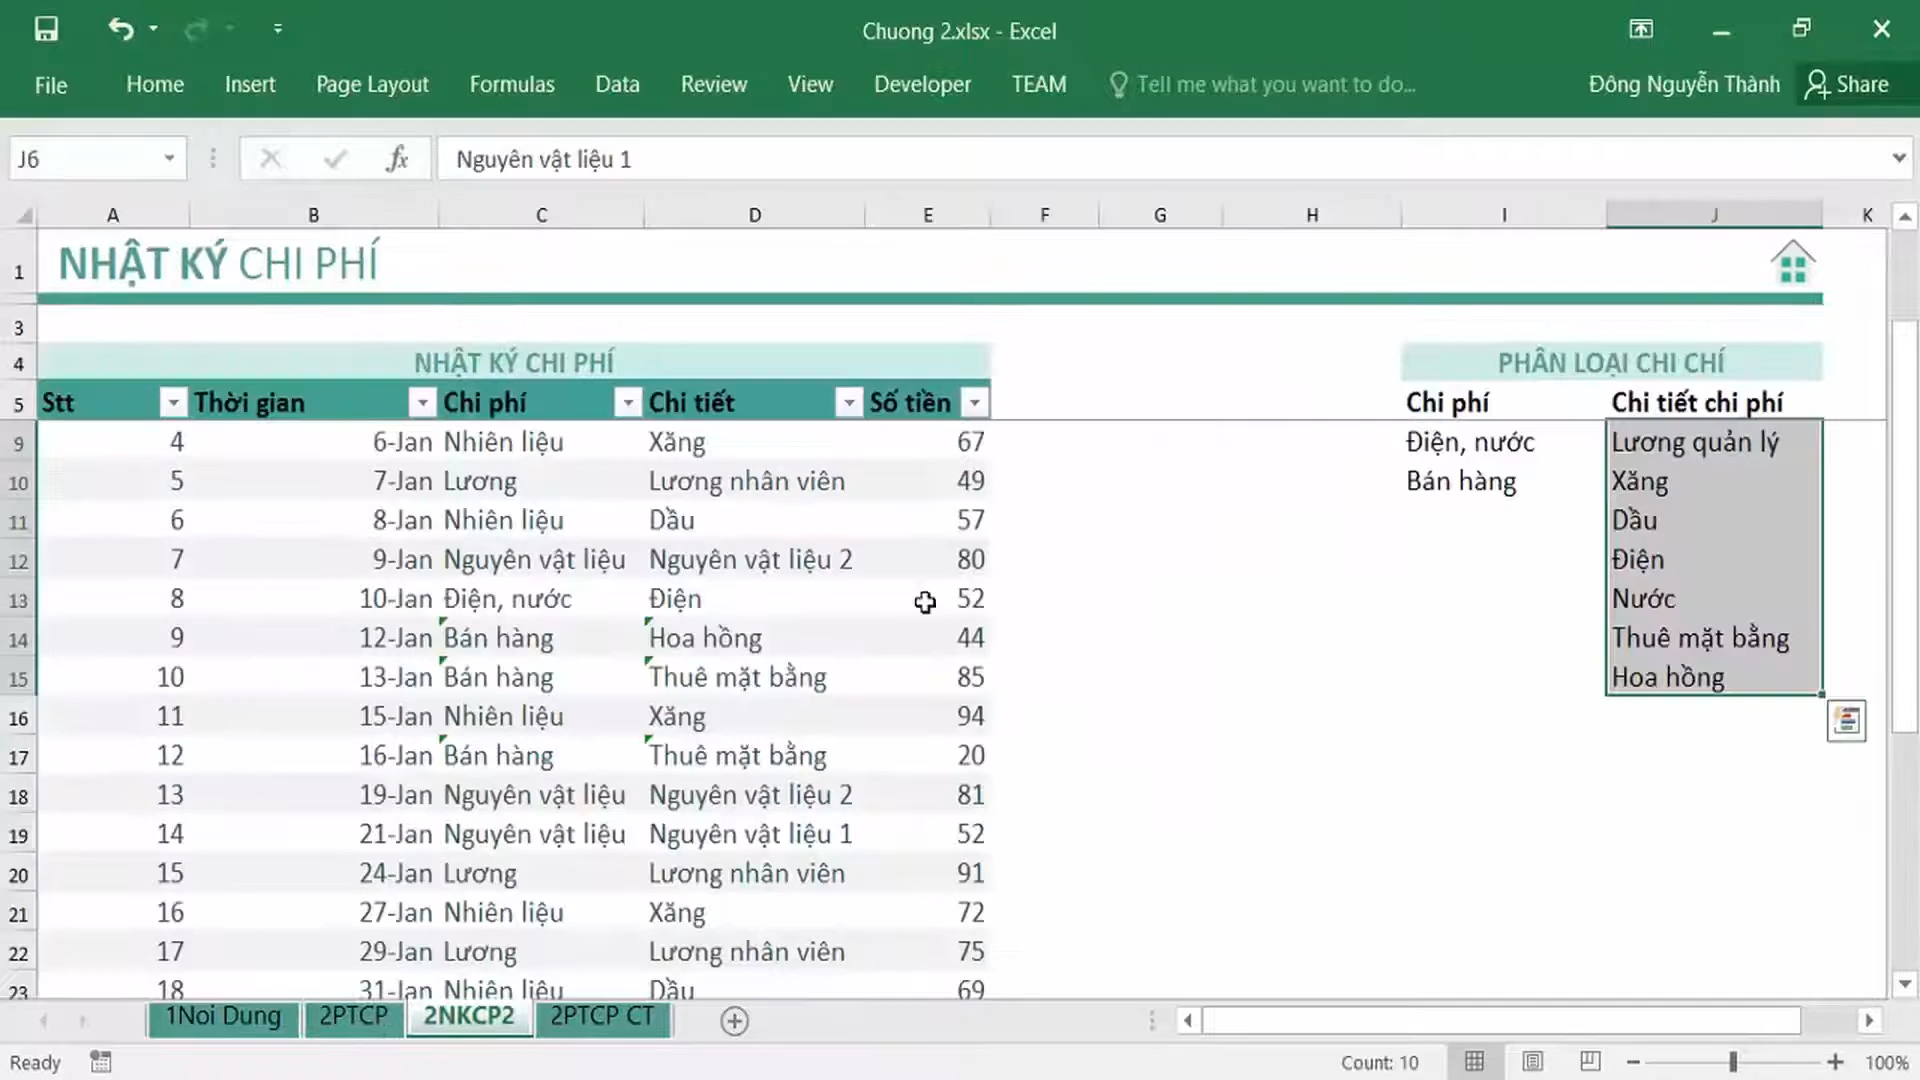 Chuong 2.xlsx - Excel
File Home Insert Page Layout Formulas Data Review View Developer TEAM Tell me what you want to do... Đông Nguyễn Thành Share
J6 fx Nguyên vật liệu 1
A B C D E F G H I J K
1 NHẬT KÝ CHI PHÍ
3
4 NHẬT KÝ CHI PHÍ PHÂN LOẠI CHI CHÍ
5 Stt Thời gian Chi phí Chi tiết Số tiền Chi phí Chi tiết chi phí
9 4 6-Jan Nhiên liệu Xăng 67 Điện, nước Lương quản lý
10 5 7-Jan Lương Lương nhân viên 49 Bán hàng Xăng
11 6 8-Jan Nhiên liệu Dầu 57 Dầu
12 7 9-Jan Nguyên vật liệu Nguyên vật liệu 2 80 Điện
13 8 10-Jan Điện, nước Điện 52 Nước
14 9 12-Jan Bán hàng Hoa hồng 44 Thuê mặt bằng
15 10 13-Jan Bán hàng Thuê mặt bằng 85 Hoa hồng
16 11 15-Jan Nhiên liệu Xăng 94
17 12 16-Jan Bán hàng Thuê mặt bằng 20
18 13 19-Jan Nguyên vật liệu Nguyên vật liệu 2 81
19 14 21-Jan Nguyên vật liệu Nguyên vật liệu 1 52
20 15 24-Jan Lương Lương nhân viên 91
21 16 27-Jan Nhiên liệu Xăng 72
22 17 29-Jan Lương Lương nhân viên 75
23 18 31-Jan Nhiên liệu Dầu 69
1Noi Dung 2PTCP 2NKCP2 2PTCP CT
Ready Count: 10 100%